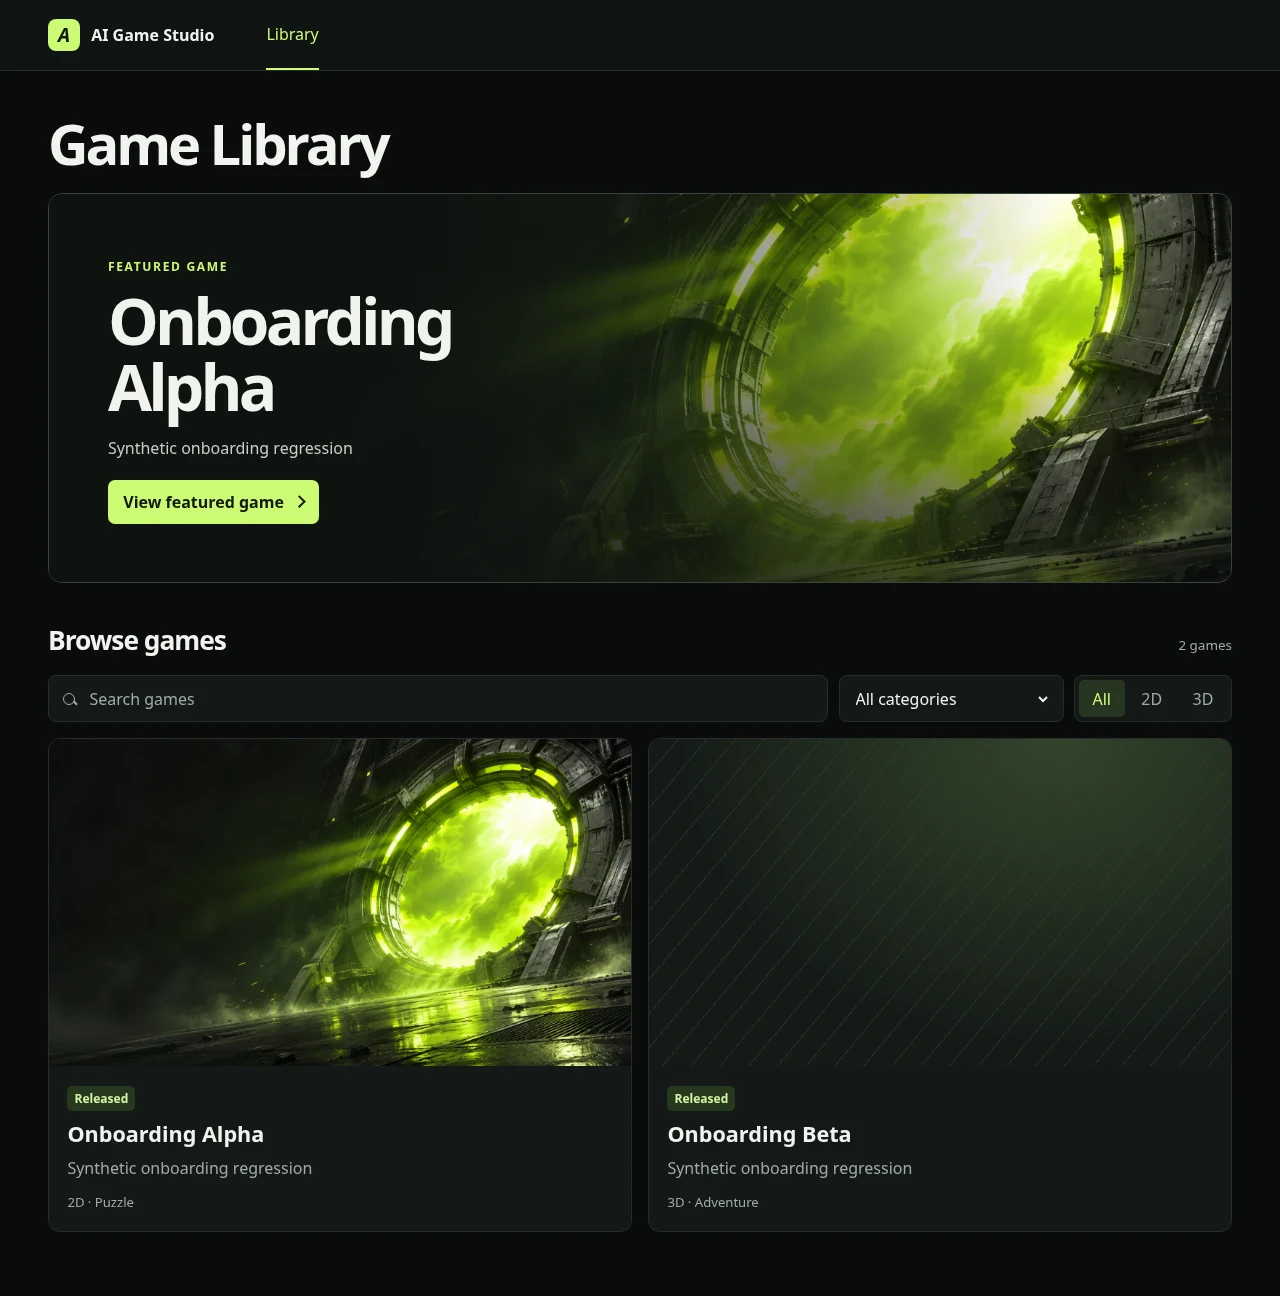 A
AI Game Studio
Library
Game Library
FEATURED GAME
Onboarding
Alpha
Synthetic onboarding regression
View featured game
Browse games
2 games
Search games
All categories
All
2D
3D
Released
Onboarding Alpha
Synthetic onboarding regression
2D · Puzzle
Released
Onboarding Beta
Synthetic onboarding regression
3D · Adventure